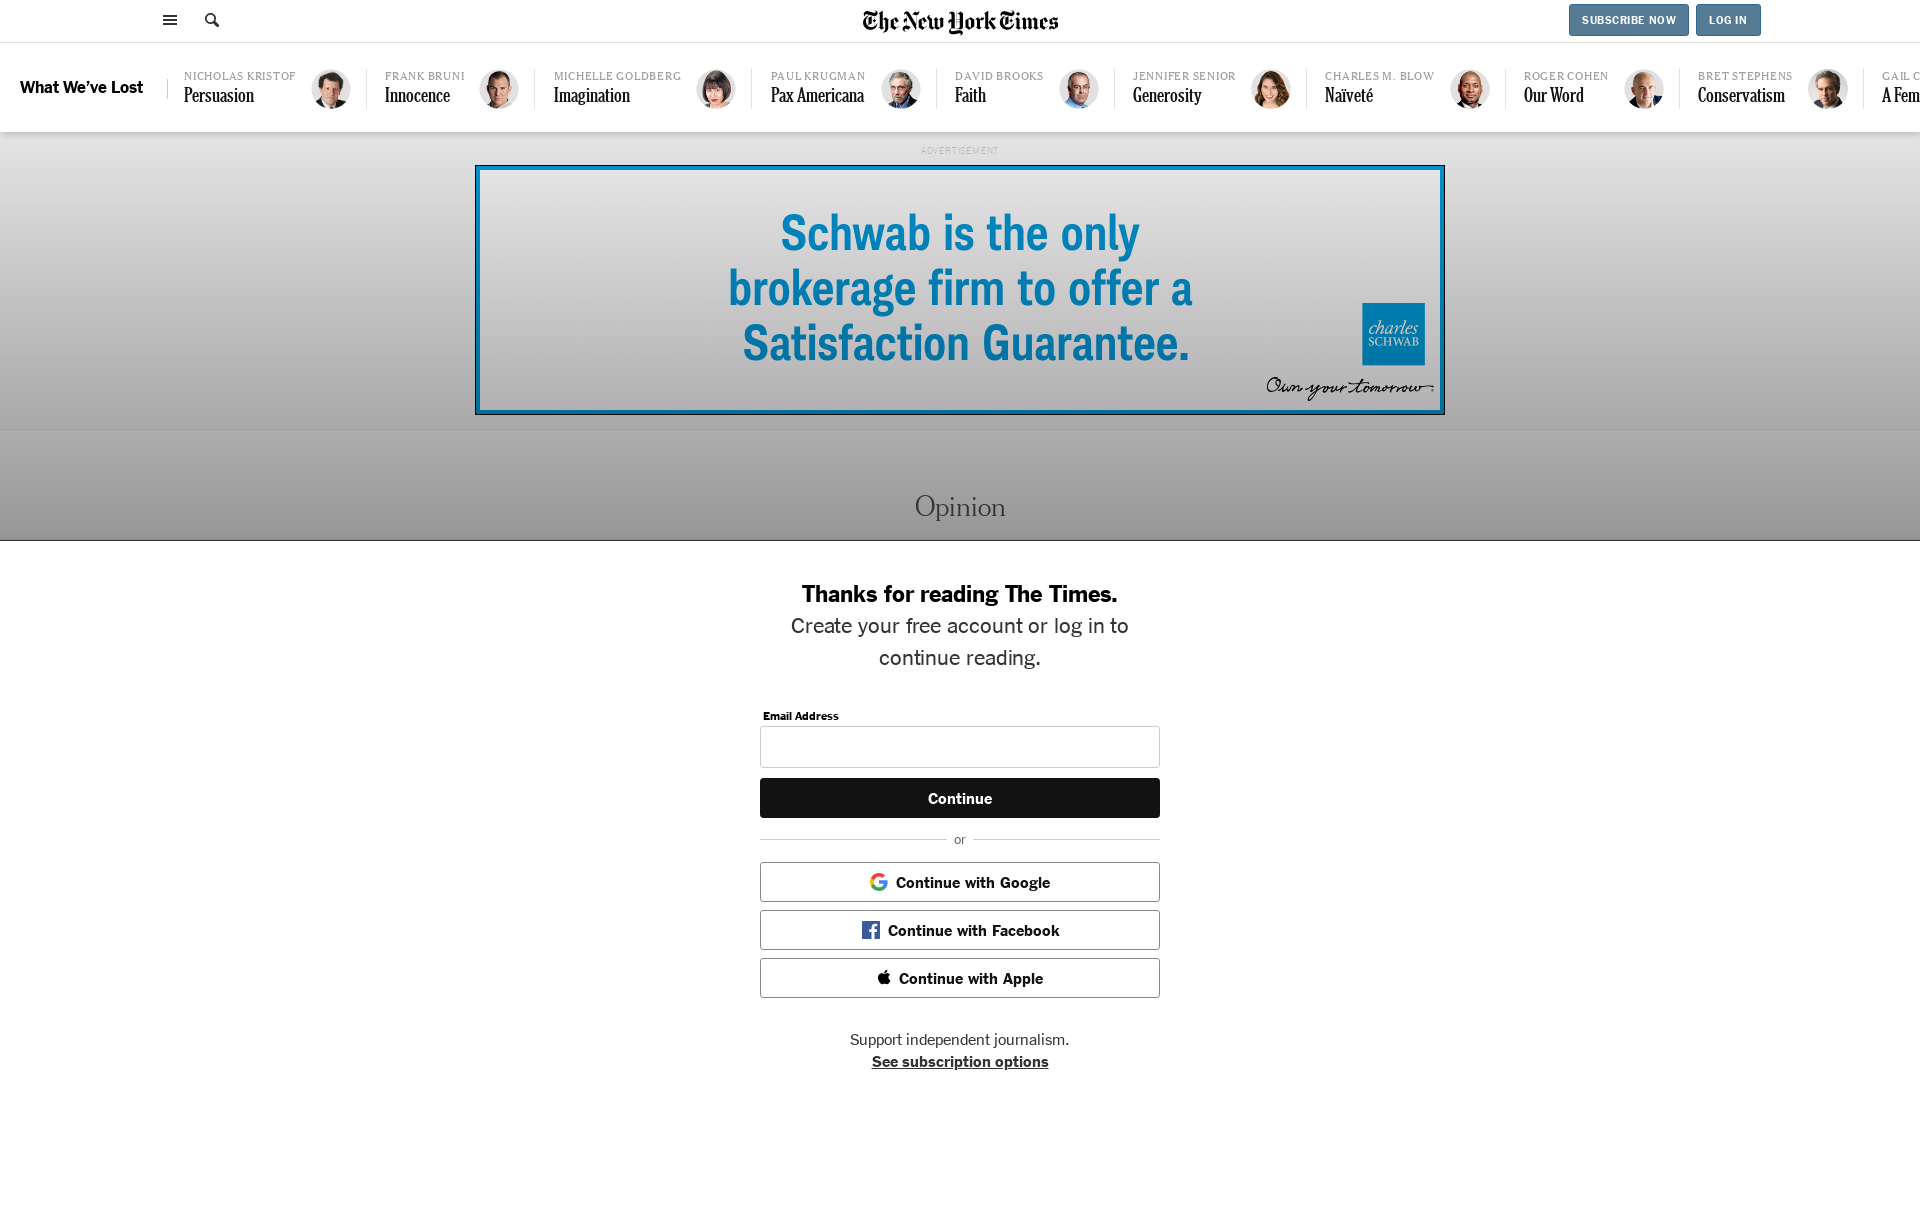 The New York Times
SUBSCRIBE NOW
LOG IN
What We've Lost
NICHOLAS KRISTOF
Persuasion
FRANK BRUNI
Innocence
MICHELLE GOLDBERG
Imagination
PAUL KRUGMAN
Pax Americana
DAVID BROOKS
Faith
JENNIFER SENIOR
Generosity
CHARLES M. BLOW
Naïveté
ROGER COHEN
Our Word
BRET STEPHENS
Conservatism
GAIL C
A Fem
ADVERTISEMENT
Schwab is the only
brokerage firm to offer a
Satisfaction Guarantee.
charles
SCHWAB
Own your tomorrow.
Opinion
Thanks for reading The Times.
Create your free account or log in to
continue reading.
Email Address
Continue
or
Continue with Google
Continue with Facebook
Continue with Apple
Support independent journalism.
See subscription options